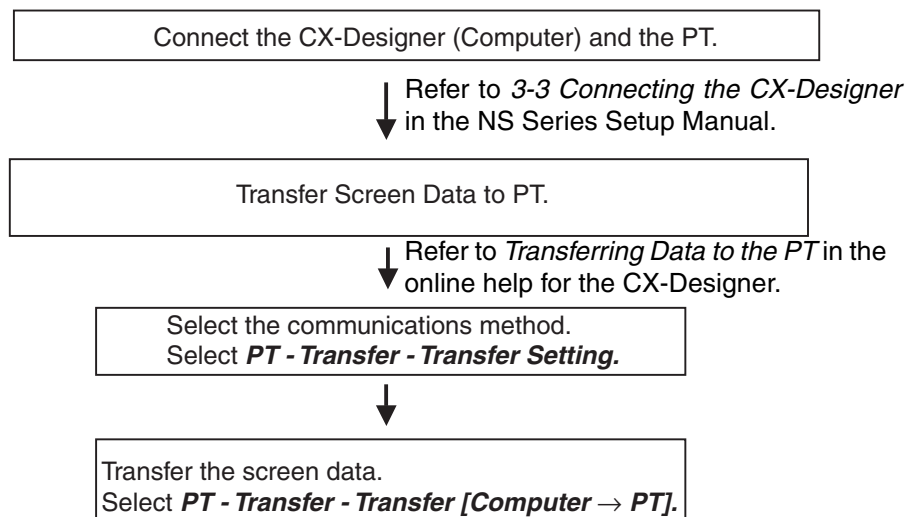 Connect the CX-Designer (Computer) and the PT.
Refer to 3-3 Connecting the CX-Designer
in the NS Series Setup Manual.
Transfer Screen Data to PT.
Refer to Transferring Data to the PT in the
online help for the CX-Designer.
Select the communications method.
Select PT - Transfer - Transfer Setting.
Transfer the screen data.
Select PT - Transfer - Transfer [Computer → PT].